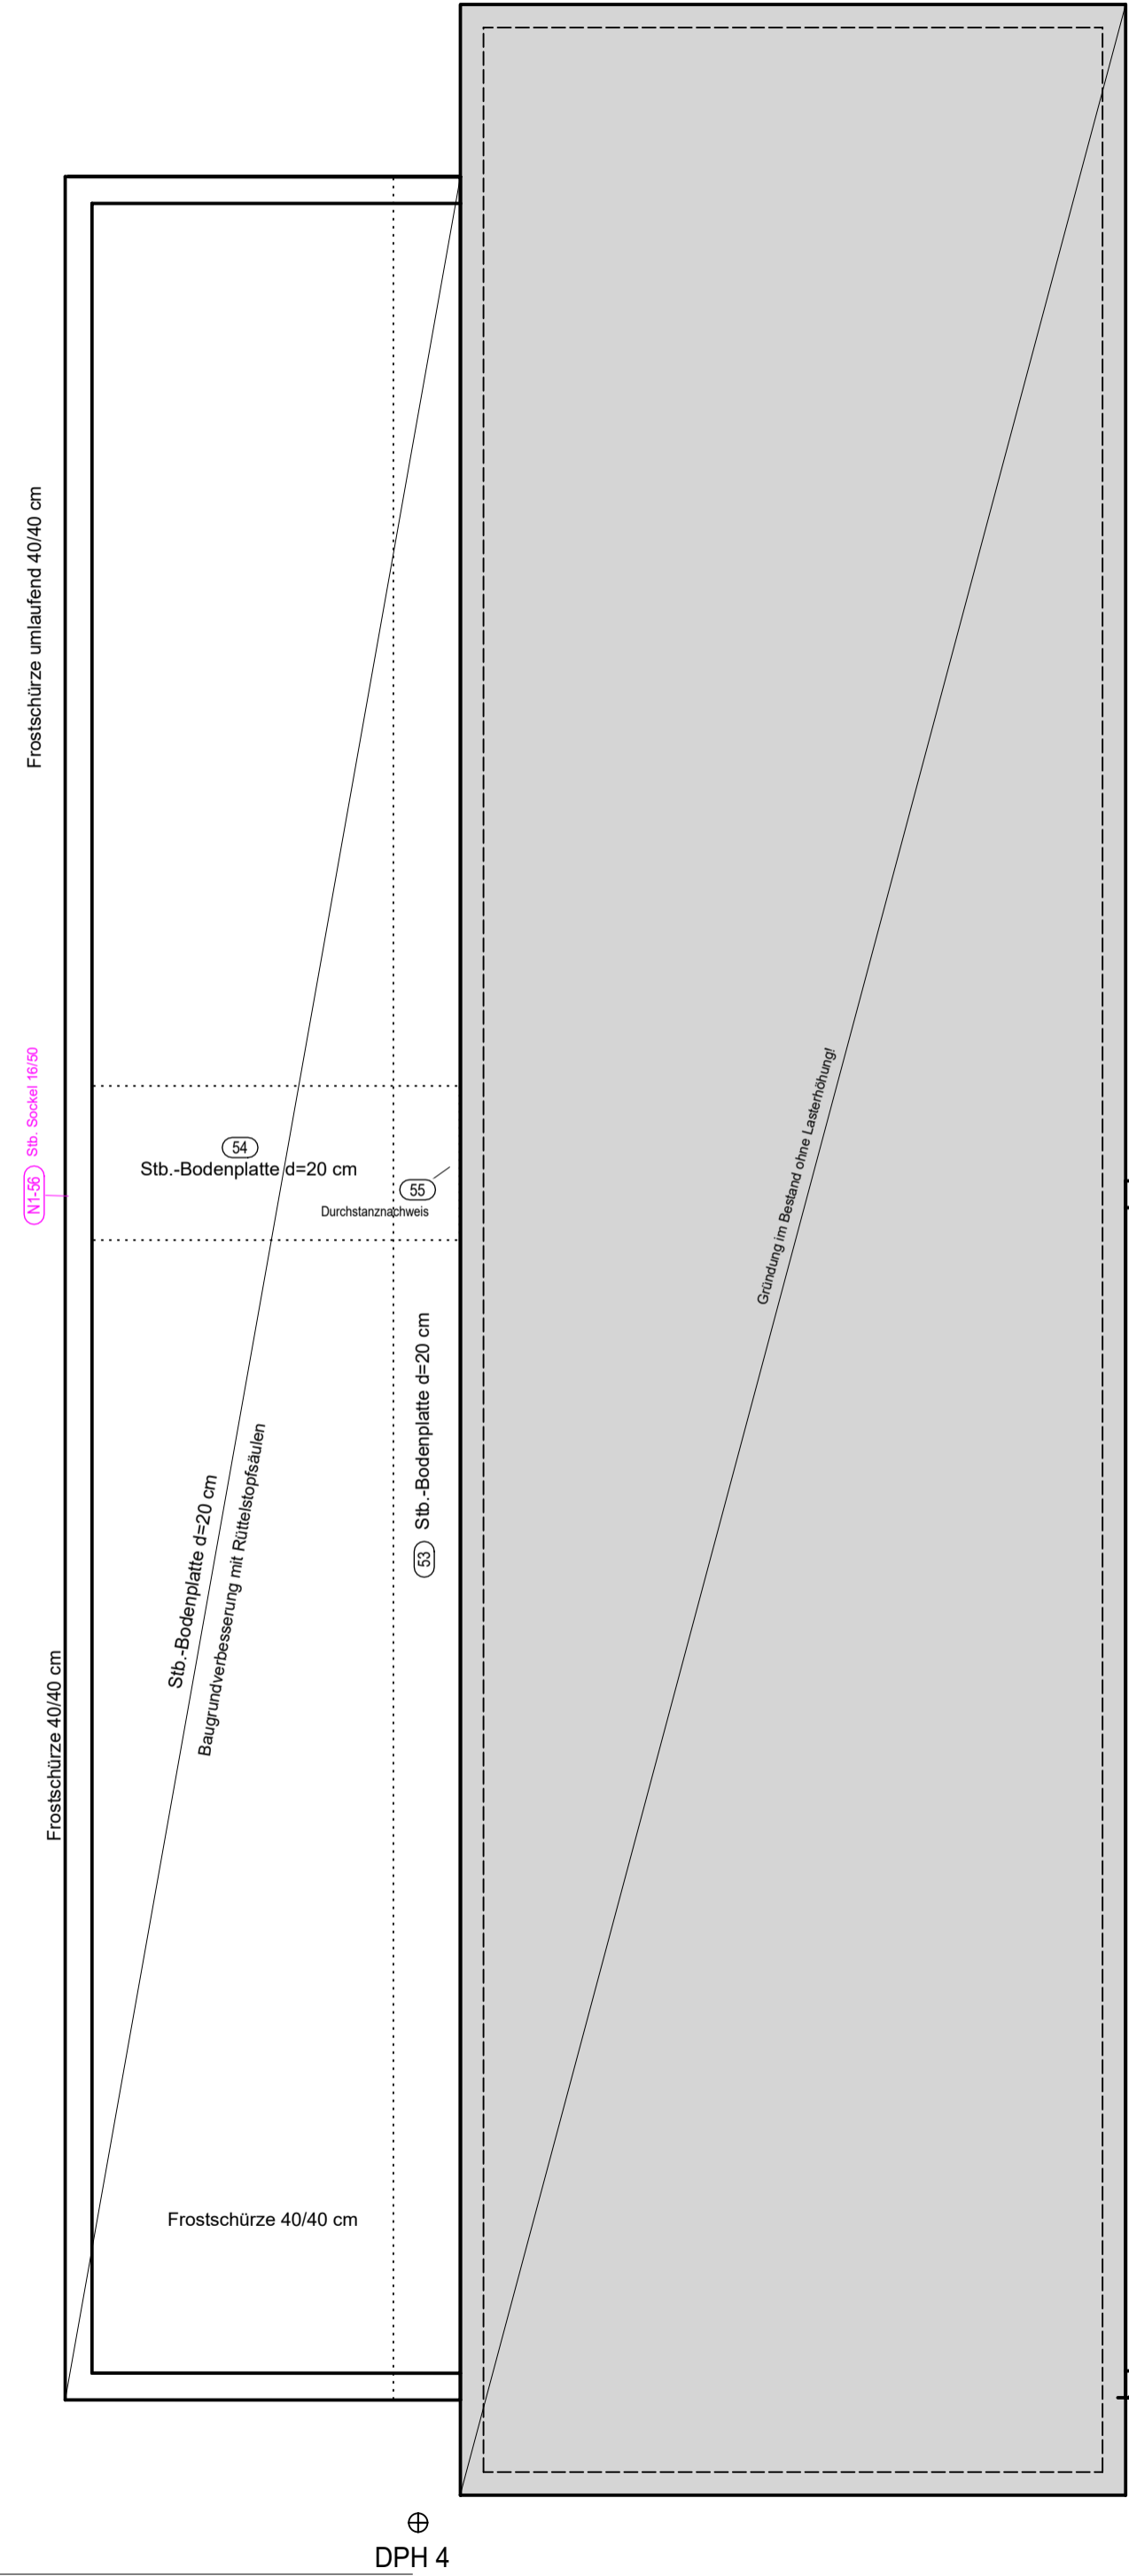 Frostschürze umlaufend 40/40 cm
N1-56 Stb. Sockel 16/50
54
Stb.-Bodenplatte d=20 cm
55
Durchstanznachweis
Gründung im Bestand ohne Lasterhöhung!
53 Stb.-Bodenplatte d=20 cm
Stb.-Bodenplatte d=20 cm
Baugrundverbesserung mit Rüttelstopfsäulen
Frostschürze 40/40 cm
Frostschürze 40/40 cm
DPH 4